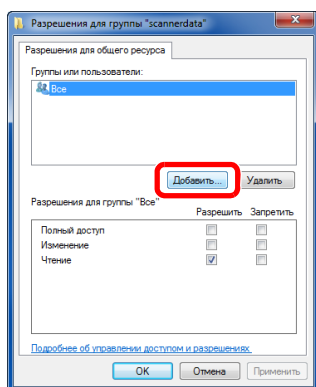 Разрешения для группы "scannerdata"
Разрешения для общего ресурса
Группы или пользователи:
Все
Добавить... Удалить
Разрешения для группы "Все"
Разрешить Запретить
Полный доступ
Изменение
Чтение
Подробнее об управлении доступом и разрешениях
OK Отмена Применить